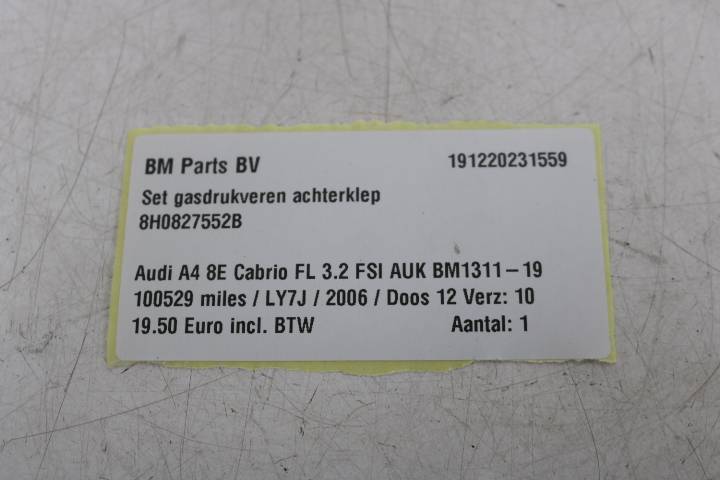 BM Parts BV 191220231559
Set gasdrukveren achterklep
8H0827552B
Audi A4 8E Cabrio FL 3.2 FSI AUK BM1311-19
100529 miles / LY7J / 2006 / Doos 12 Verz: 10
19.50 Euro incl. BTW Aantal: 1